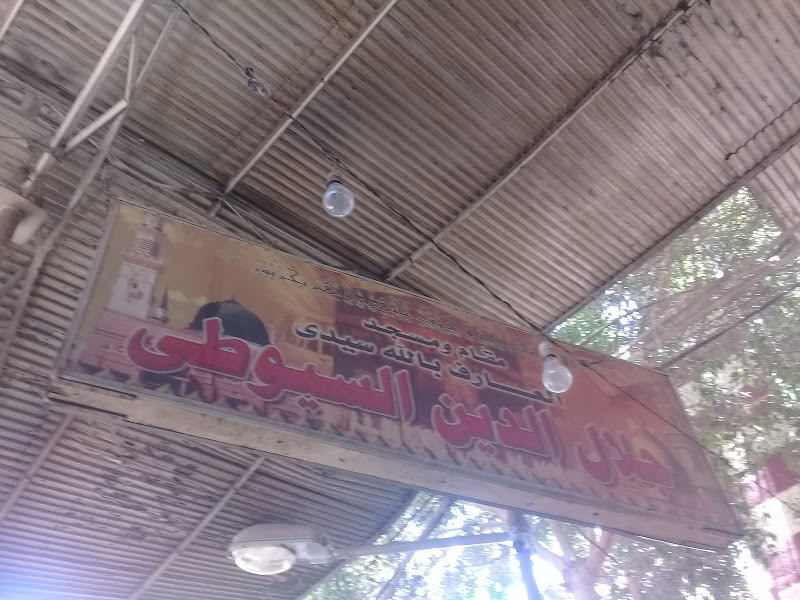 مقام ومسجد
العارف بالله سيدى
جلال الدين السيوطى